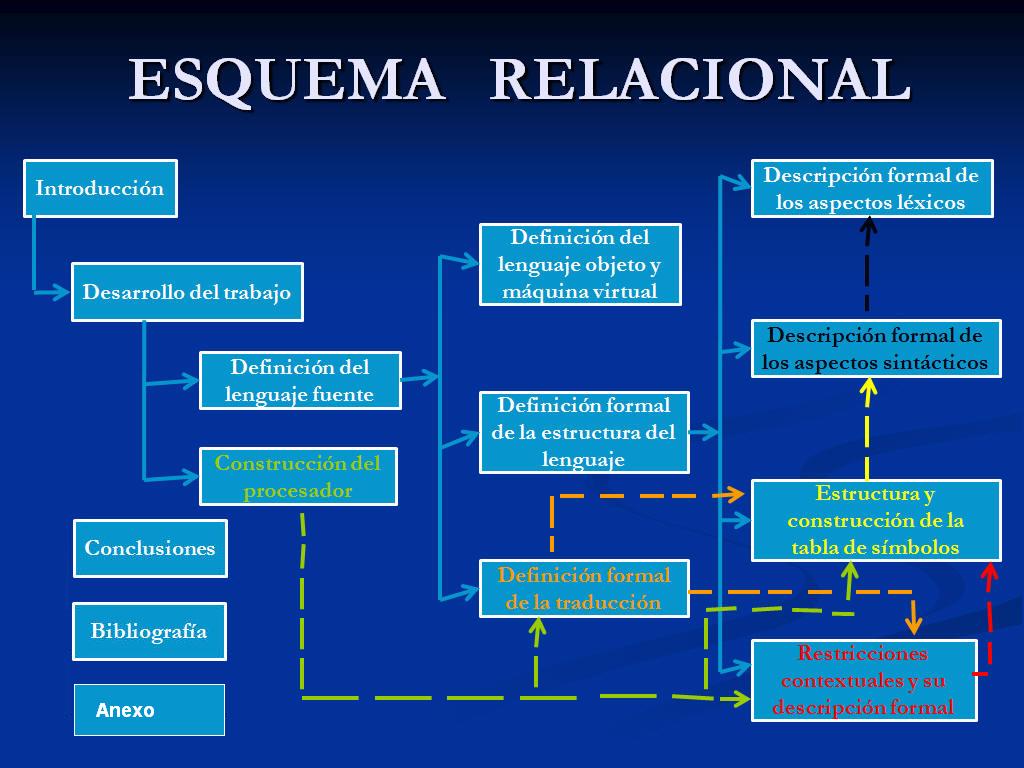 ESQUEMA RELACIONAL
Introducción
Desarrollo del trabajo
Definición del
lenguaje fuente
Construcción del
procesador
Conclusiones
Bibliografía
Anexo
Definición del
lenguaje objeto y
máquina virtual
Definición formal
de la estructura del
lenguaje
Definición formal
de la traducción
Descripción formal de
los aspectos léxicos
Descripción formal de
los aspectos sintácticos
Estructura y
construcción de la
tabla de símbolos
Restricciones
contextuales y su
descripción formal